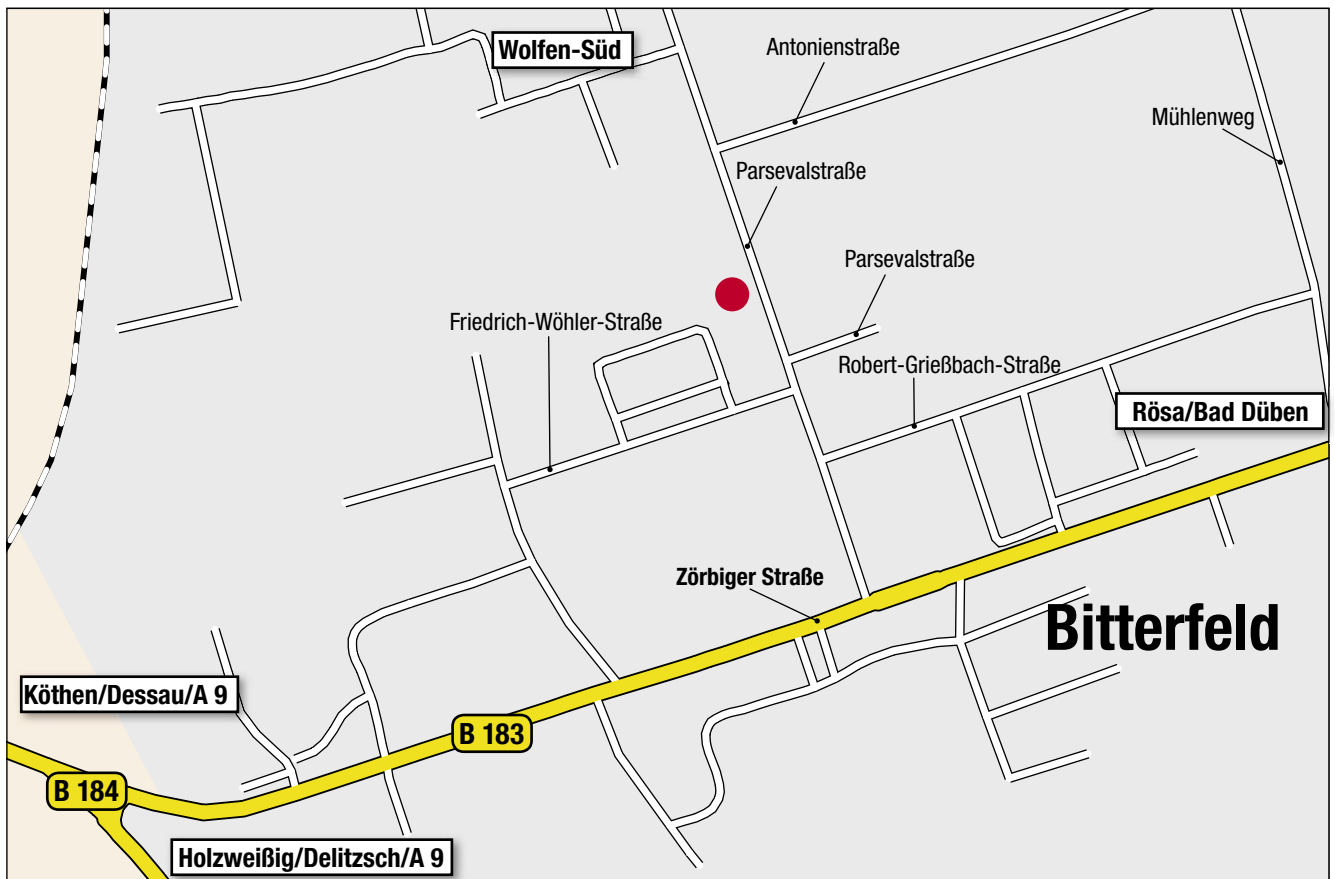 Wolfen-Süd
Antonienstraße
Mühlenweg
Parsevalstraße
Parsevalstraße
Friedrich-Wöhler-Straße
Robert-Grießbach-Straße
Rösa/Bad Düben
Zörbiger Straße
Bitterfeld
Köthen/Dessau/A 9
B 183
B 184
Holzweißig/Delitzsch/A 9